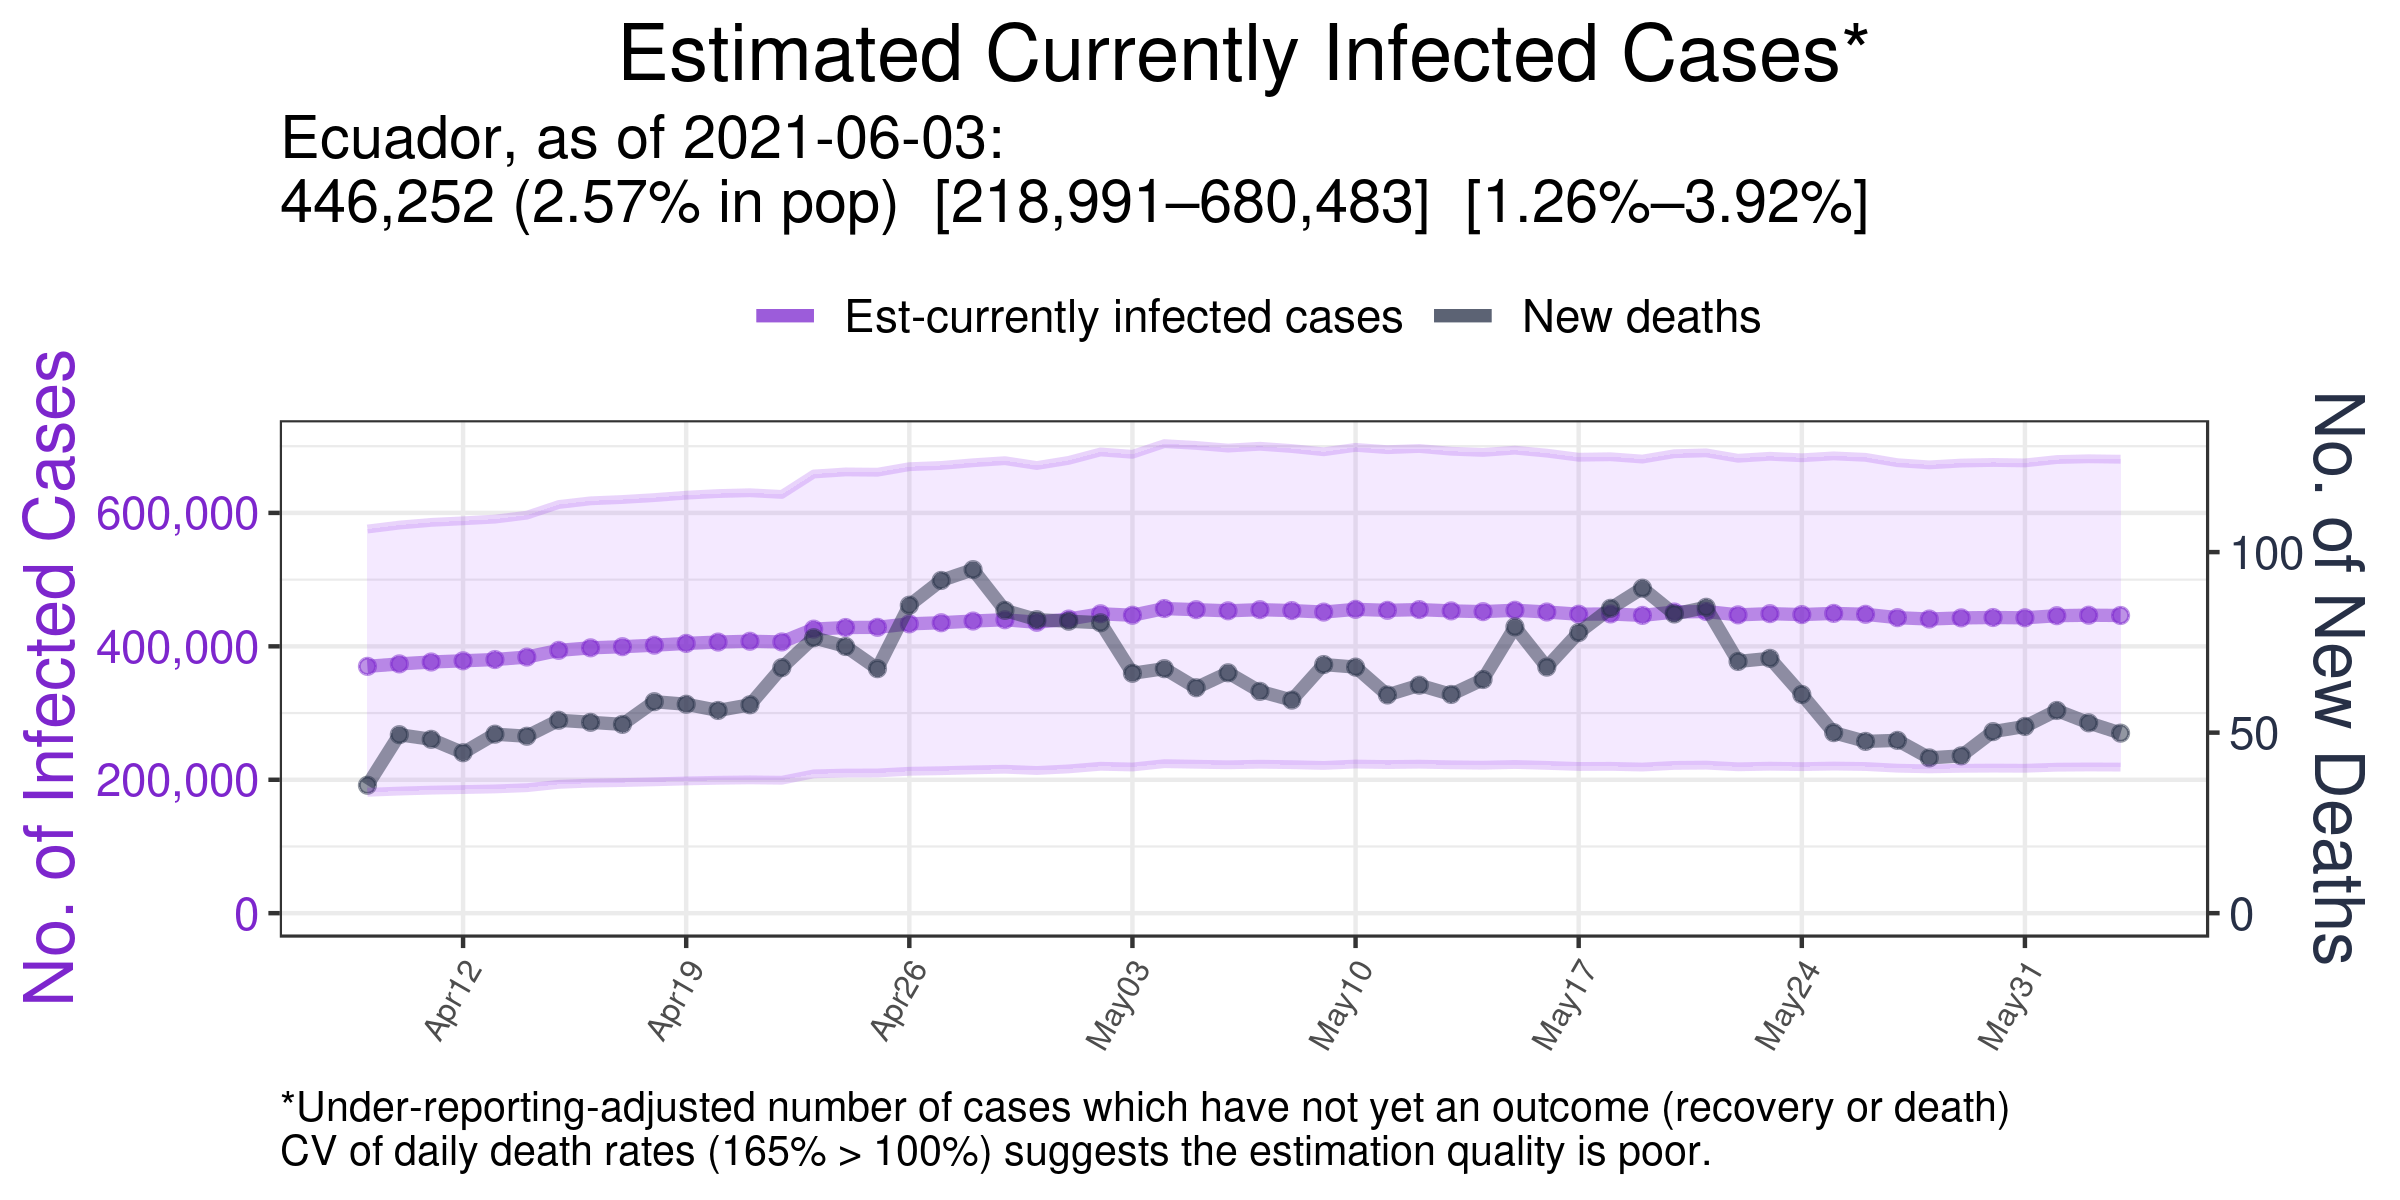 Estimated Currently Infected Cases*
Ecuador, as of 2021-06-03:
446,252 (2.57% in pop)  [218,991–680,483]  [1.26%–3.92%]
Est-currently infected cases
New deaths
No. of Infected Cases
600,000
400,000
200,000
0
100
50
0
No. of New Deaths
Apr12
Apr19
Apr26
May03
May10
May17
May24
May31
*Under-reporting-adjusted number of cases which have not yet an outcome (recovery or death)
CV of daily death rates (165% > 100%) suggests the estimation quality is poor.